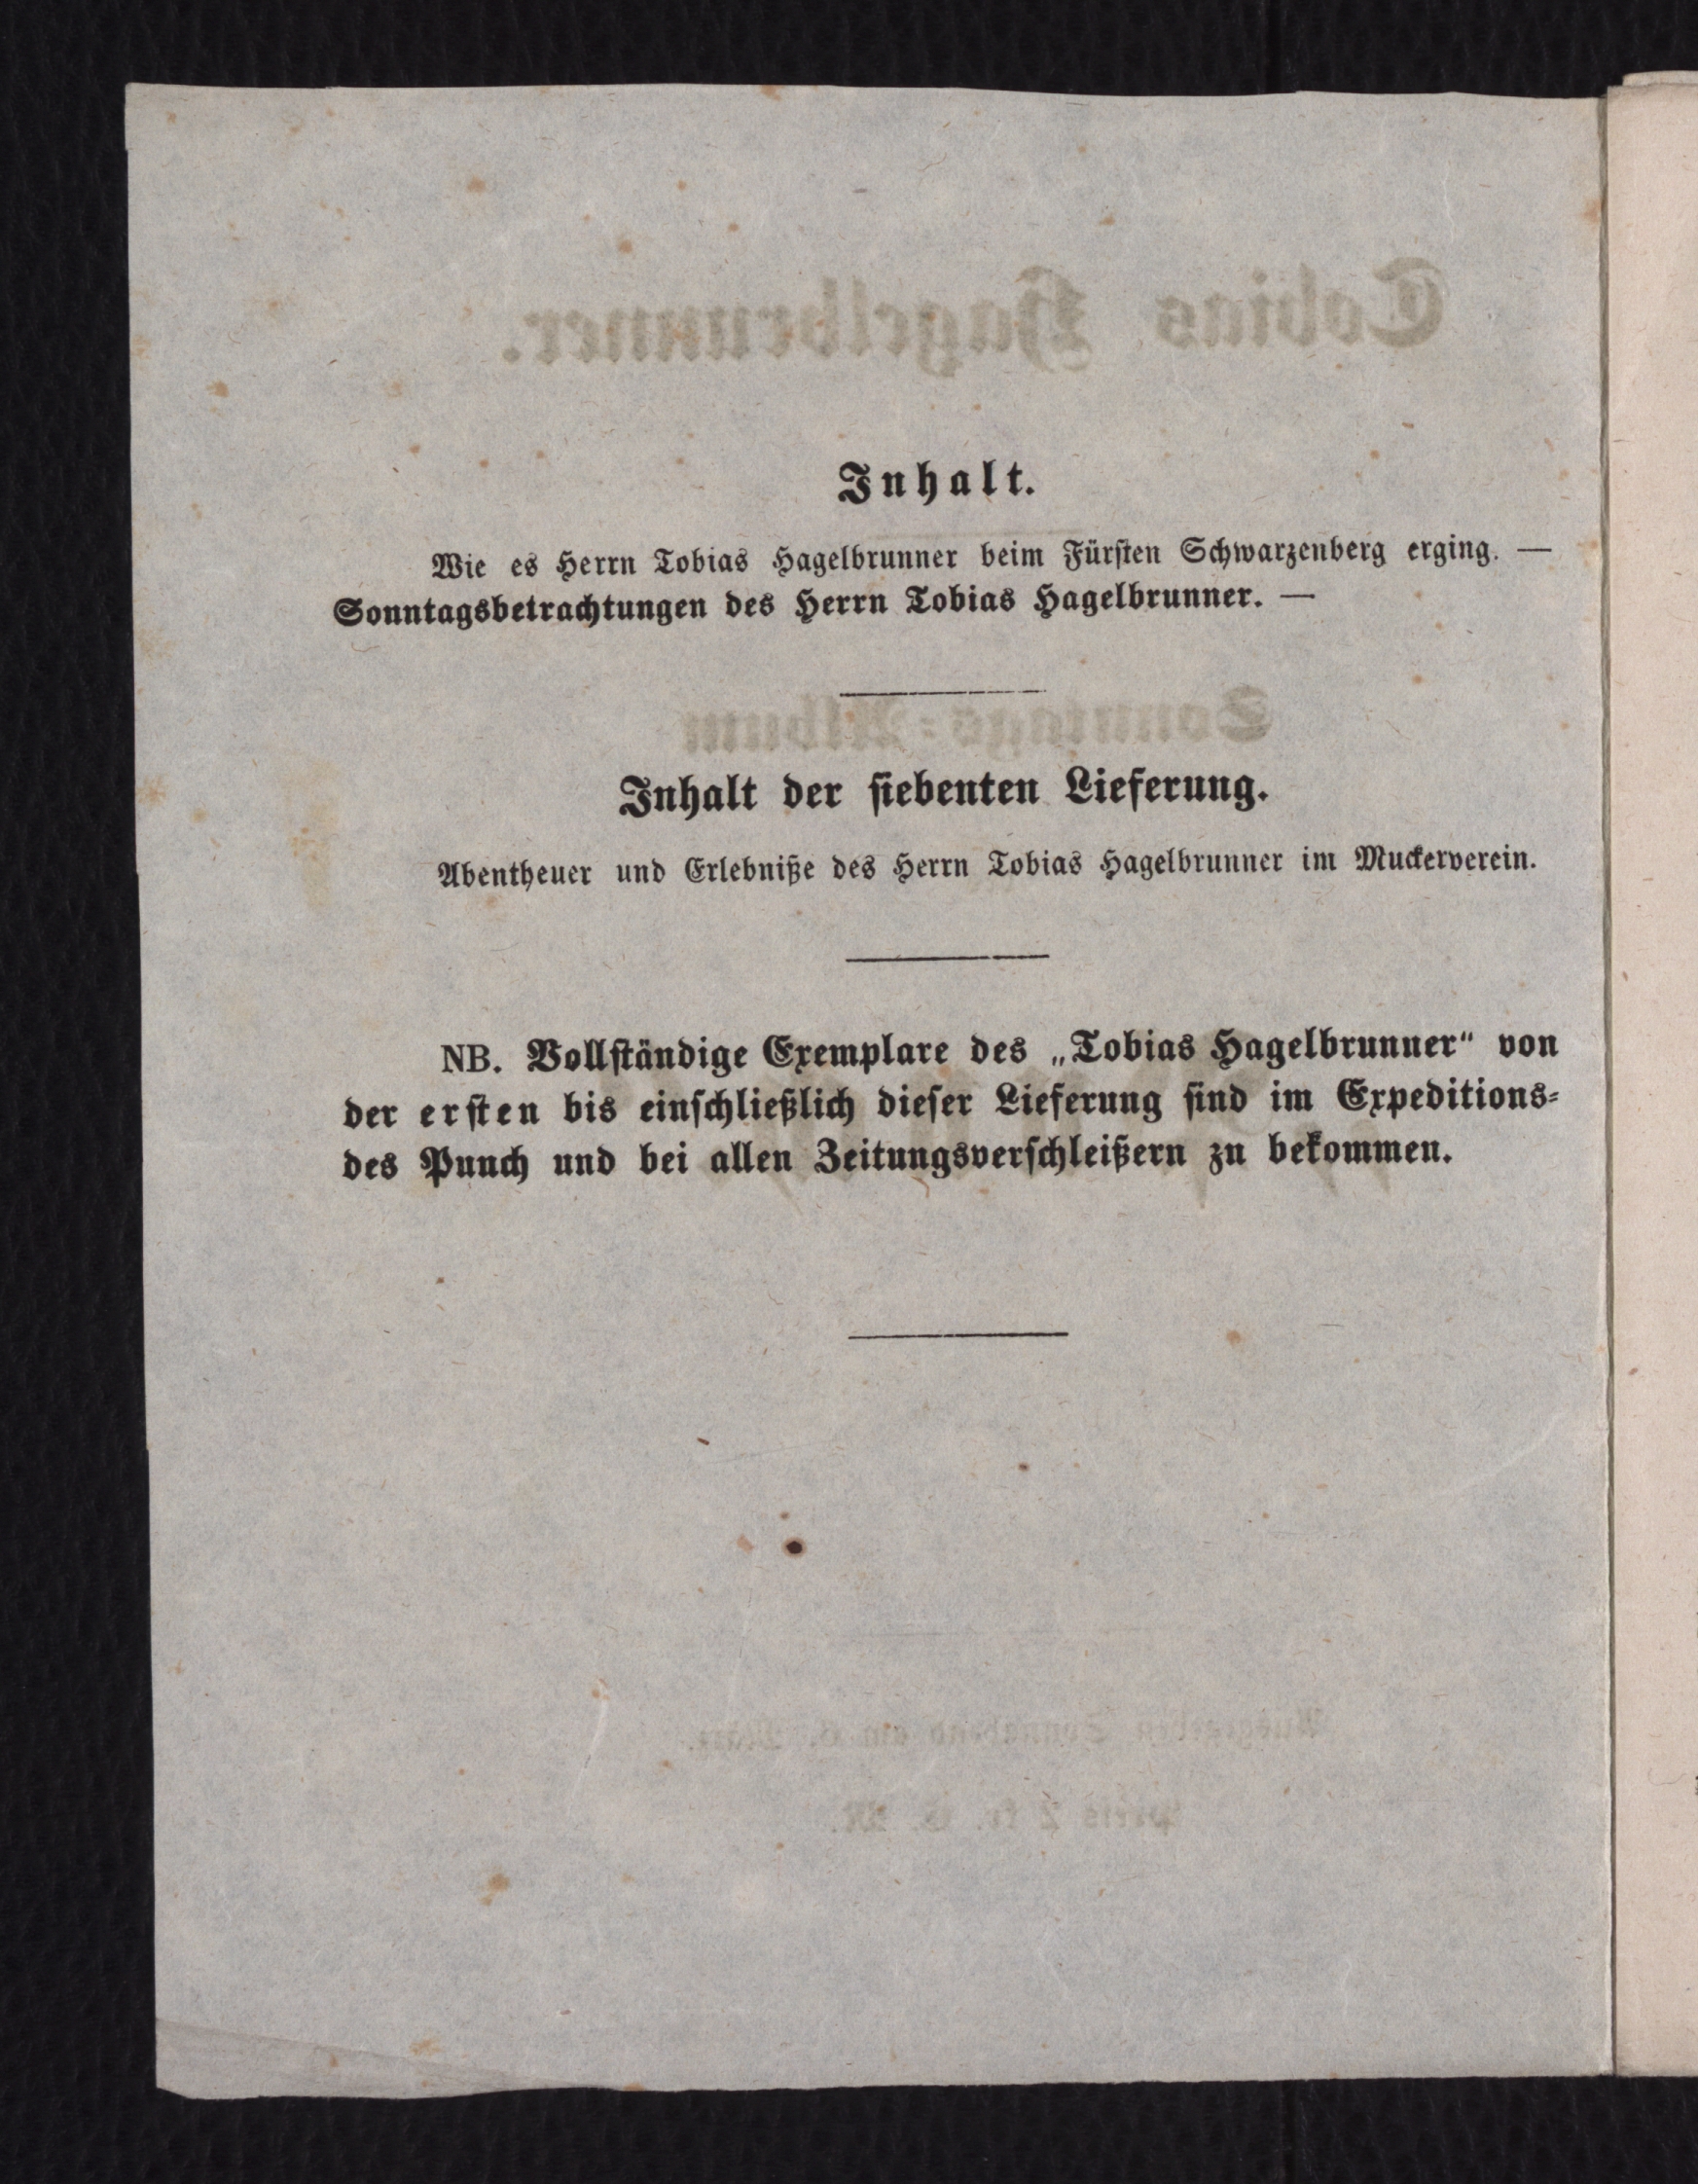 Inhalt.
Wie es Herrn Tobias Hagelbrunner beim Fürsten Schwarzenberg erging. —
Sonntagsbetrachtungen des Herrn Tobias Hagelbrunner. —
Inhalt der siebenten Lieferung.
Abentheuer und Erlebniße des Herrn Tobias Hagelbrunner im Muckerverein.
NB. Vollständige Exemplare des „Tobias Hagelbrunner“ von
der ersten bis einschließlich dieser Lieferung sind im Expeditions-
des Punch und bei allen Zeitungsverschleißern zu bekommen.